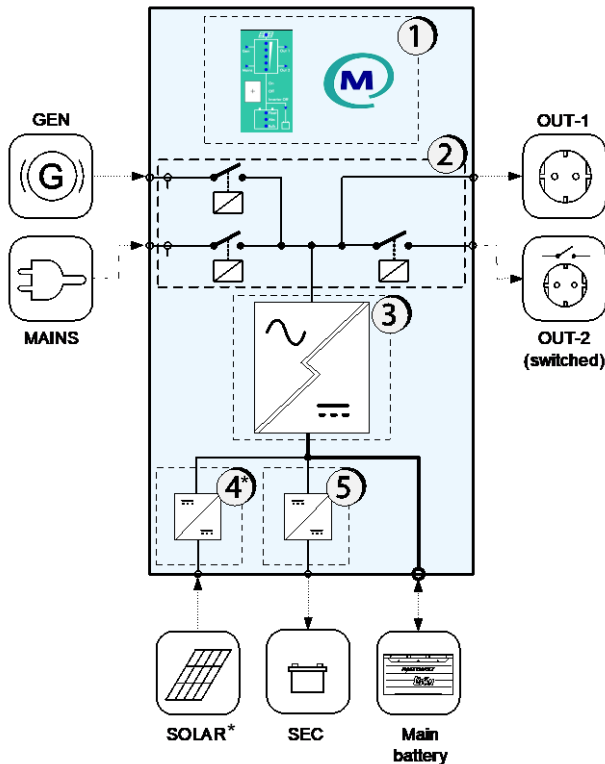 1
M
2
GEN
G
MAINS
OUT-1
OUT-2
(switched)
3
4*
5
SOLAR*
SEC
Main
battery